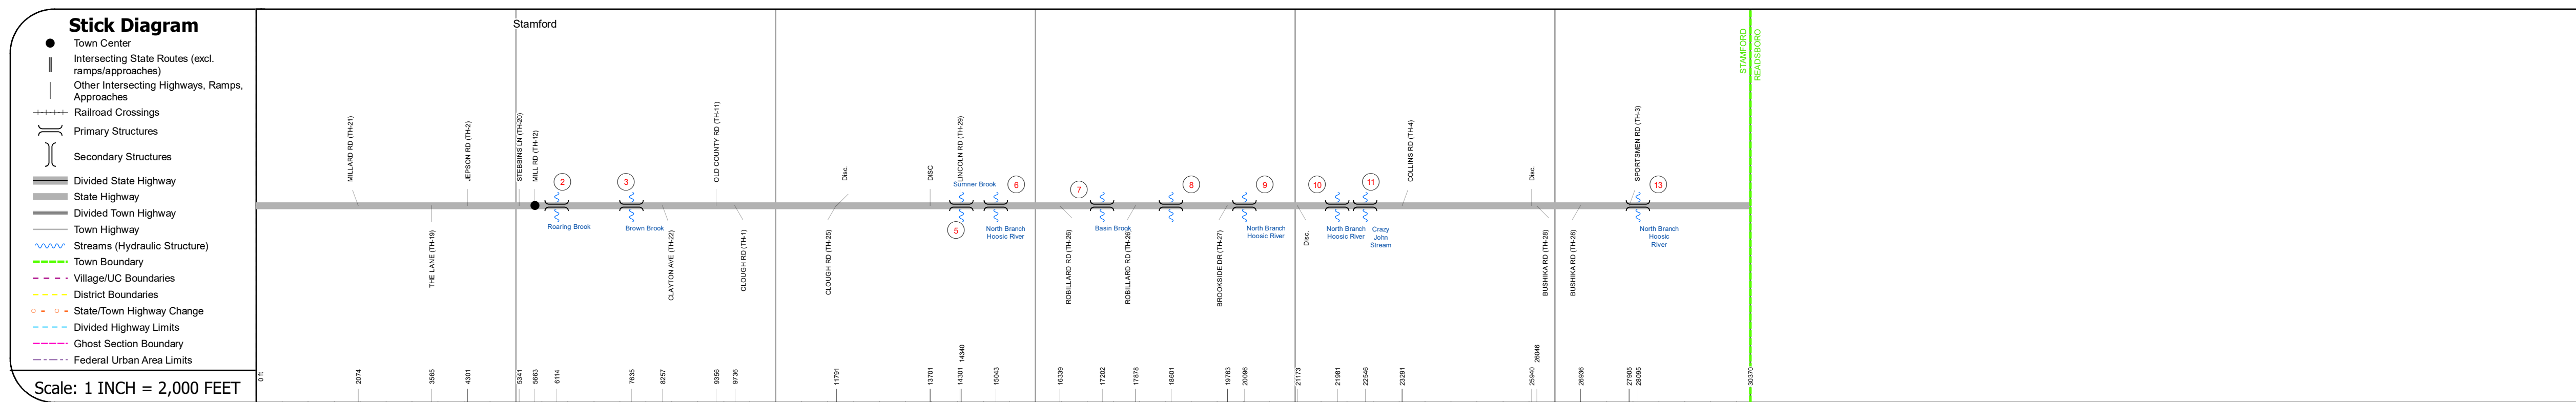 Stick Diagram
Town Center
Intersecting State Routes (excl.
ramps/approaches)
Other Intersecting Highways, Ramps,
Approaches
Railroad Crossings
Primary Structures
Secondary Structures
Divided State Highway
State Highway
Divided Town Highway
Town Highway
Streams (Hydraulic Structure)
Town Boundary
Village/UC Boundaries
District Boundaries
State/Town Highway Change
Divided Highway Limits
Ghost Section Boundary
Federal Urban Area Limits
Scale: 1 INCH = 2,000 FEET
Stamford
STAMFORD
READSBORO
MILLARD RD (TH-21)
JEPSON RD (TH-2)
STEBBINS LN (TH-20)
MILL RD (TH-12)
OLD COUNTY RD (TH-11)
Disc.
DISC
LINCOLN RD (TH-29)
COLLINS RD (TH-4)
Disc.
SPORTSMEN RD (TH-3)
2
3
Sumner Brook
6
7
8
9
10
11
13
Roaring Brook
Brown Brook
5
North Branch
Hoosic River
Basin Brook
North Branch
Hoosic River
North Branch
Hoosic River
Crazy
John
Stream
North Branch
Hoosic
River
THE LANE (TH-19)
CLAYTON AVE (TH-22)
CLOUGH RD (TH-1)
CLOUGH RD (TH-25)
ROBILLARD RD (TH-26)
ROBILLARD RD (TH-26
BROOKSIDE DR (TH-27)
Disc.
BUSHIKA RD (TH-28)
BUSHIKA RD (TH-28)
0 ft
2074
3565
4301
5341
5663
6114
7635
8257
9356
9736
11791
13701
14301
14340
15043
16339
17202
17878
18601
19763
20096
21173
21981
22546
23291
25940
26046
26936
27905
28095
30370